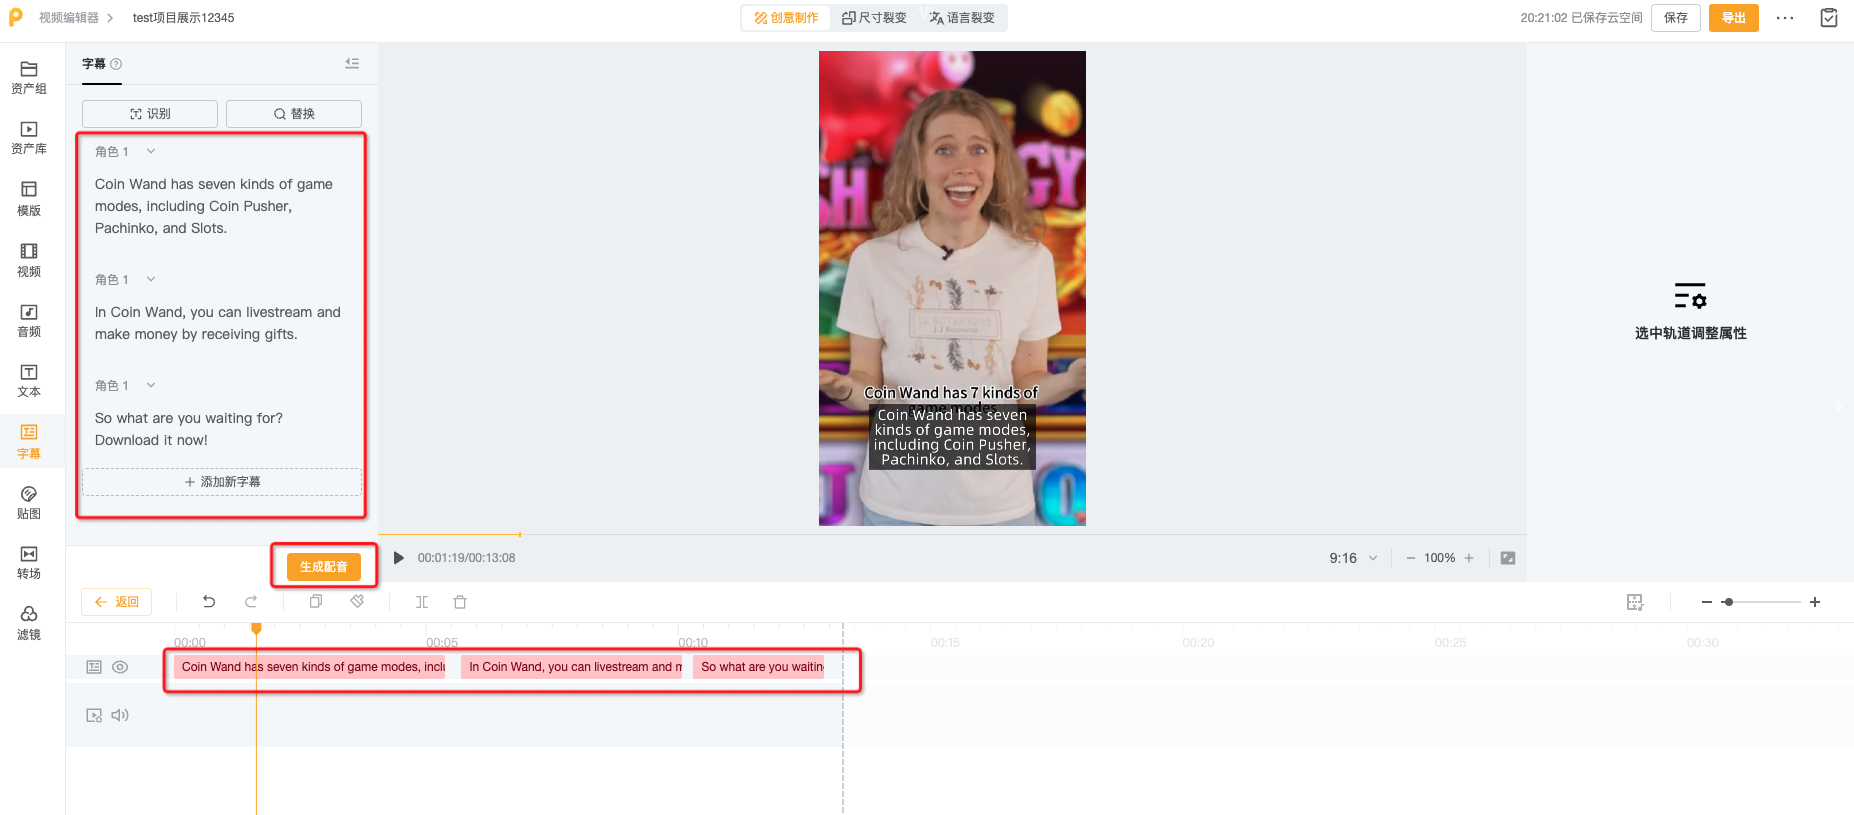 视频编辑器
test项目展示12345
创意制作
尺寸裂变
语言裂变
20:21:02 已保存云空间
保存
导出
资产组
资产库
模版
视频
音频
文本
字幕
贴图
转场
滤镜
字幕
识别
替换
角色 1
Coin Wand has seven kinds of game
modes, including Coin Pusher,
Pachinko, and Slots.
角色 1
In Coin Wand, you can livestream and
make money by receiving gifts.
角色 1
So what are you waiting for?
Download it now!
添加新字幕
生成配音
Coin Wand has 7 kinds of
game modes
Coin Wand has seven
kinds of game modes,
including Coin Pusher,
Pachinko, and Slots.
00:01:19/00:13:08
9:16
100%
选中轨道调整属性
返回
00:00
00:05
00:10
00:15
00:20
00:25
00:30
Coin Wand has seven kinds of game modes, inclu
In Coin Wand, you can livestream and m
So what are you waitin